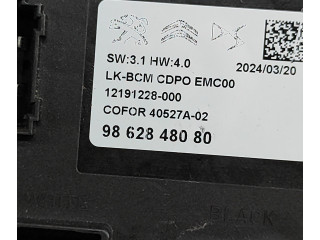 SW:3.1 HW:4.0
2024/03/20
LK-BCM CDPO EMC00
12191228-000
COFOR 40527A-02
98 628 480 80
BLACK